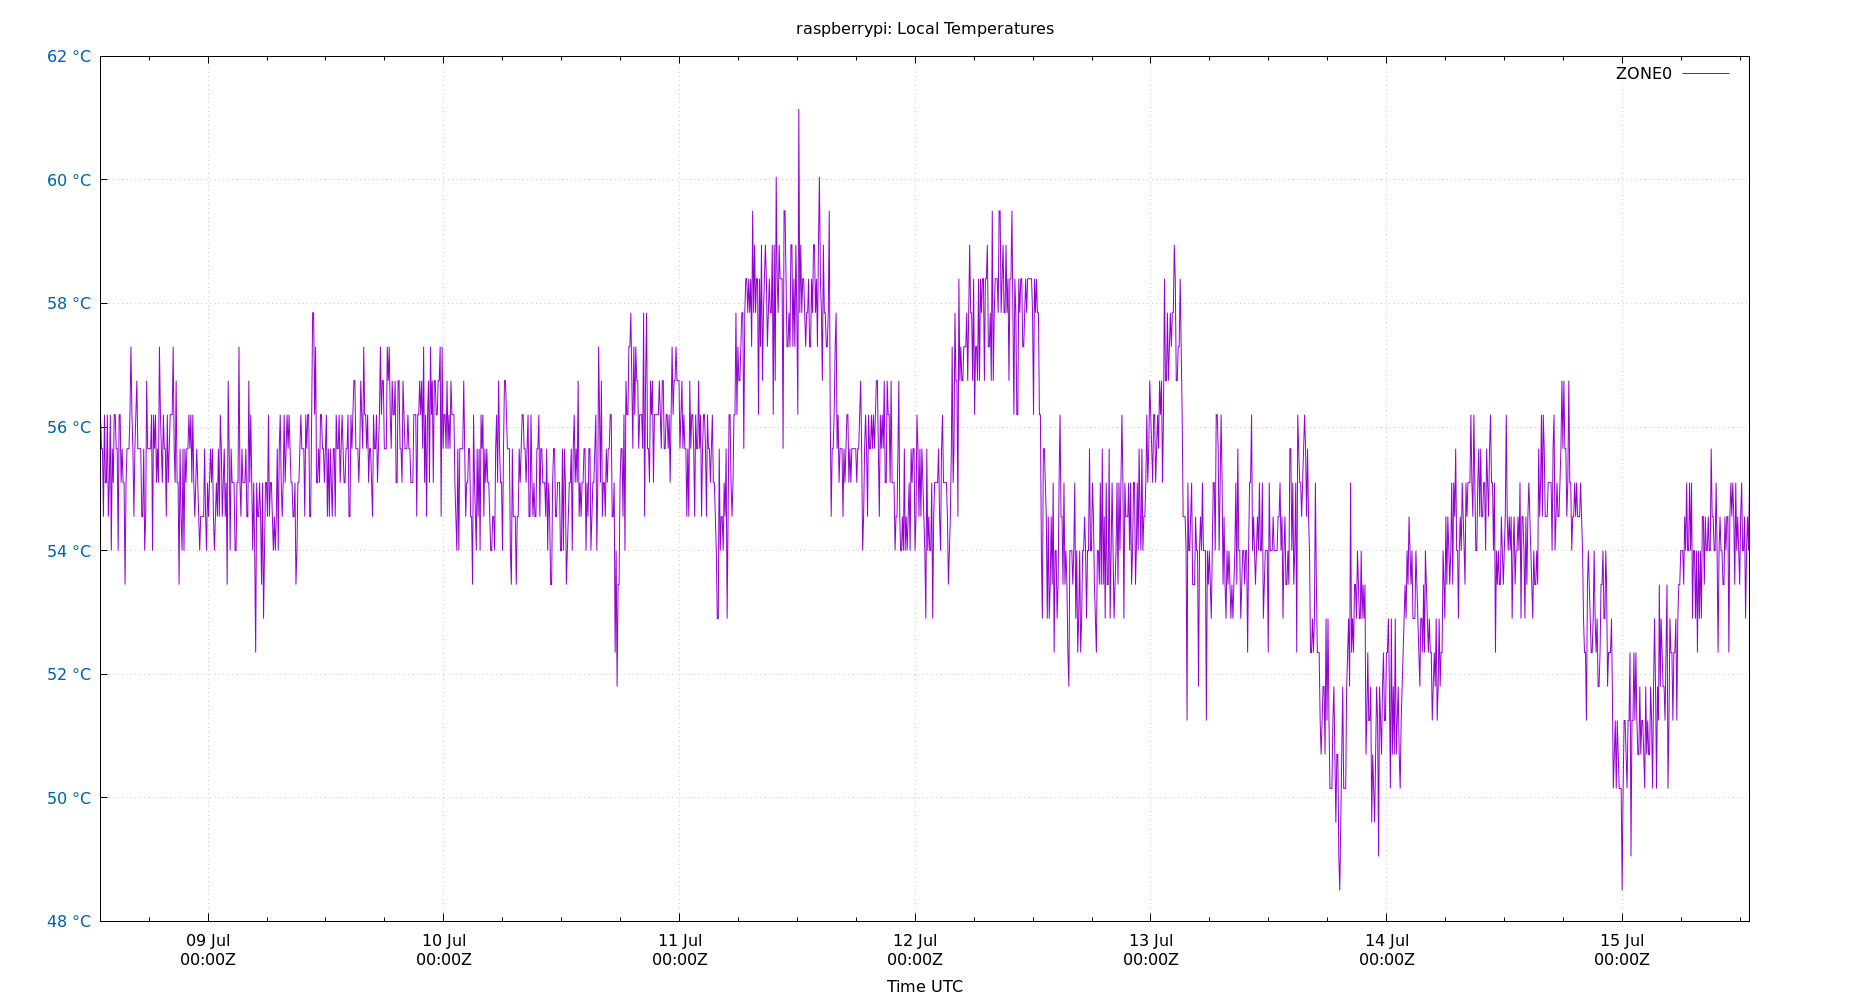 raspberrypi: Local Temperatures
62 °C
ZONE0
60 °C
58 °C
56 °C
54 °C
52 °C
50 °C
48 °C
09 Jul 10 Jul 11 Jul 12 Jul 13 Jul 14 Jul 15 Jul
00:00Z 00:00Z 00:00Z 00:00Z 00:00Z 00:00Z 00:00Z
Time UTC